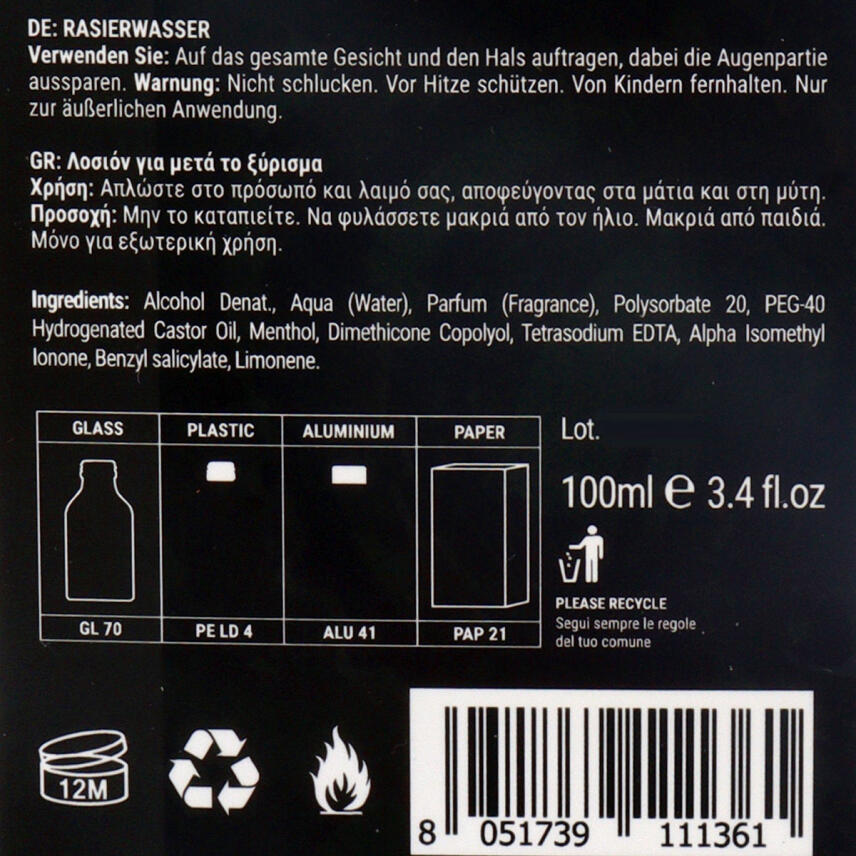 DE: RASIERWASSER
Verwenden Sie: Auf das gesamte Gesicht und den Hals auftragen, dabei die Augenpartie
aussparen. Warnung: Nicht schlucken. Vor Hitze schützen. Von Kindern fernhalten. Nur
zur äußerlichen Anwendung.
GR: Λοσιόν για μετά το ξύρισμα
Χρήση: Απλώστε στο πρόσωπό και λαιμό σας, αποφεύγοντας στα μάτια και στη μύτη.
Προσοχή: Μην το καταπιείτε. Να φυλάσσετε μακριά από τον ήλιο. Μακριά από παιδιά.
Μόνο για εξωτερική χρήση.
Ingredients: Alcohol Denat., Aqua (Water), Parfum (Fragrance), Polysorbate 20, PEG-40
Hydrogenated Castor Oil, Menthol, Dimethicone Copolyol, Tetrasodium EDTA, Alpha Isomethyl
Ionone, Benzyl salicylate, Limonene.
GLASS PLASTIC ALUMINIUM PAPER
GL 70 PE LD 4 ALU 41 PAP 21
Lot.
100ml e 3.4 fl.oz
PLEASE RECYCLE
Segui sempre le regole
del tuo comune
12M
8 051739 111361